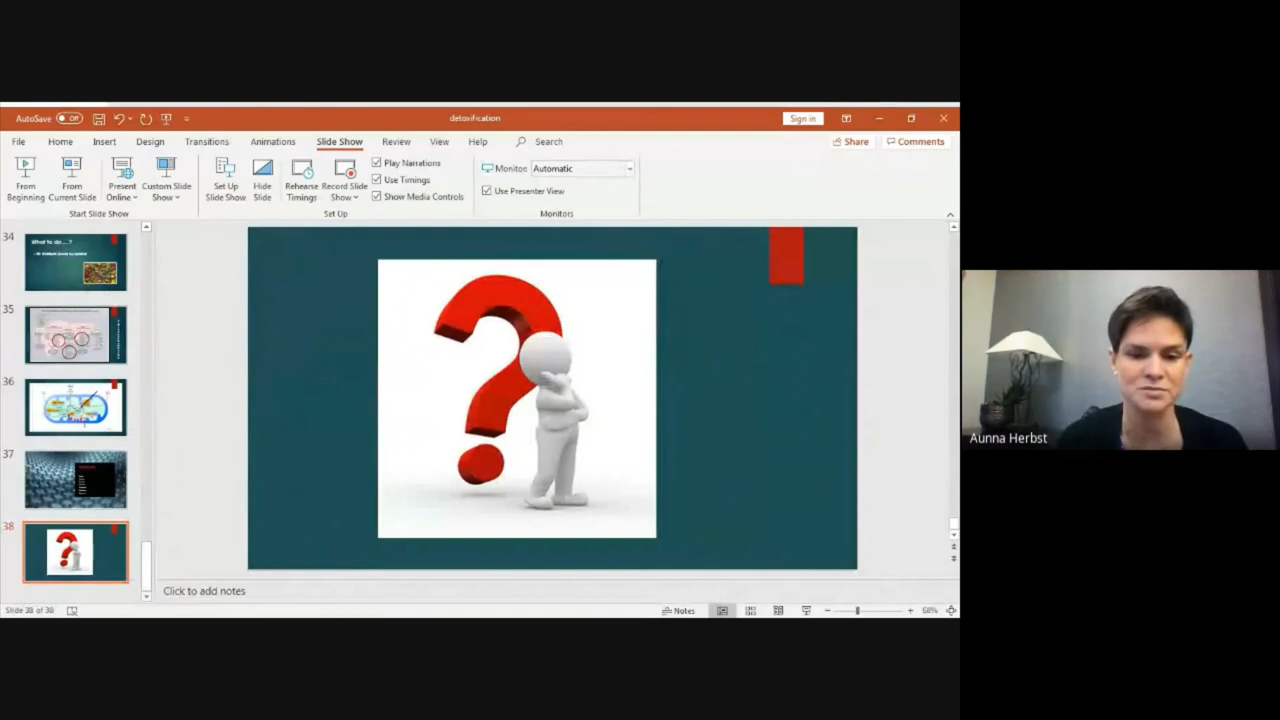 AutoSave Off detoxification Sign in
File Home Insert Design Transitions Animations Slide Show Review View Help Search Share Comments
From Beginning
From Current Slide
Present Online
Custom Slide Show
Set Up Slide Show
Hide Slide
Rehearse Timings
Record Slide Show
Play Narrations
Use Timings
Show Media Controls
Monitor: Automatic
Use Presenter View
Start Slide Show Set Up Monitors
34
What to do....?
35
36
37
38
Aunna Herbst
Click to add notes
Slide 38 of 38 Notes 68%